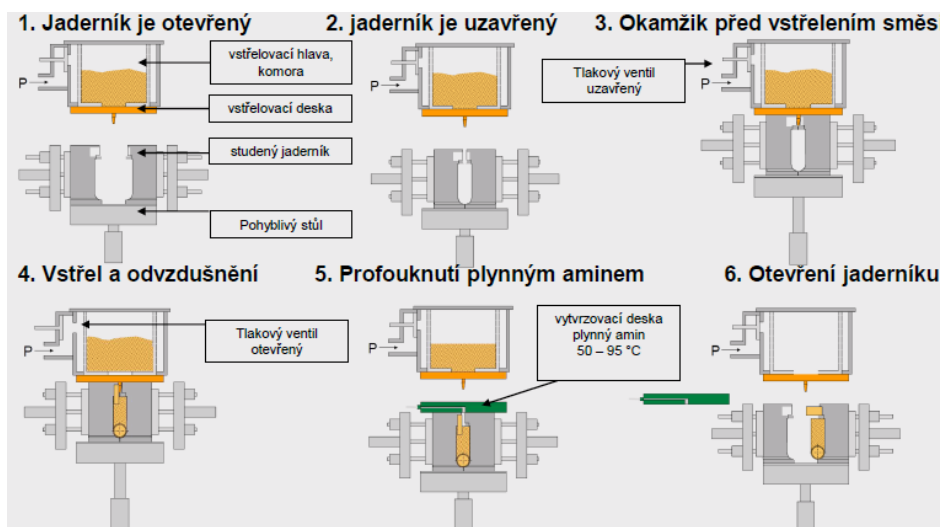 1. Jaderník je otevřený
2. jaderník je uzavřený
3. Okamžik před vstřelením směs
vstřelovací hlava,
komora
P
vstřelovací deska
studený jaderník
Pohyblivý stůl
P
Tlakový ventil
uzavřený
P
4. Vstřel a odvzdušnění
5. Profouknutí plynným aminem
6. Otevření jaderníku
P
Tlakový ventil
otevřený
P
vytvrzovací deska
plynný amin
50 – 95 °C
P